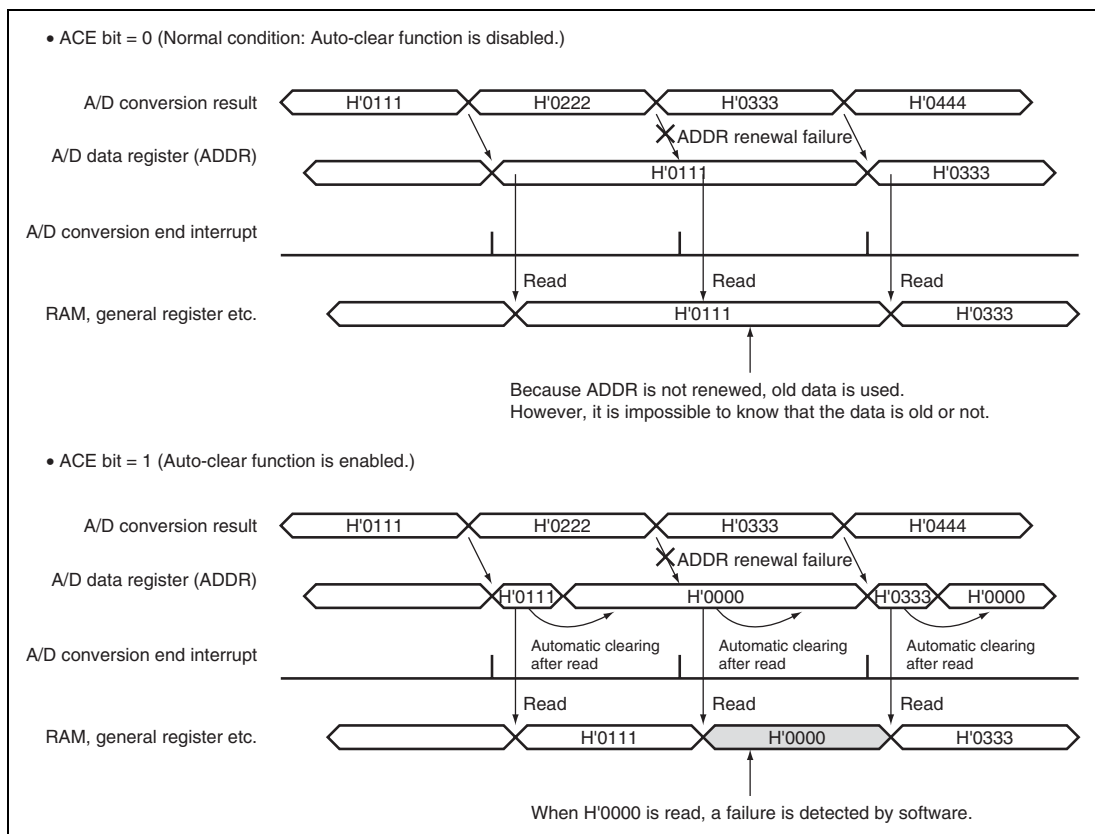 • ACE bit = 0 (Normal condition: Auto-clear function is disabled.)
A/D conversion result
H'0111 H'0222 H'0333 H'0444
ADDR renewal failure
A/D data register (ADDR)
H'0111 H'0333
A/D conversion end interrupt
Read Read Read
RAM, general register etc.
H'0111 H'0333
Because ADDR is not renewed, old data is used.
However, it is impossible to know that the data is old or not.
• ACE bit = 1 (Auto-clear function is enabled.)
A/D conversion result
H'0111 H'0222 H'0333 H'0444
ADDR renewal failure
A/D data register (ADDR)
H'0111 H'0000 H'0333 H'0000
Automatic clearing Automatic clearing Automatic clearing
after read after read after read
A/D conversion end interrupt
Read Read Read
RAM, general register etc.
H'0111 H'0000 H'0333
When H'0000 is read, a failure is detected by software.